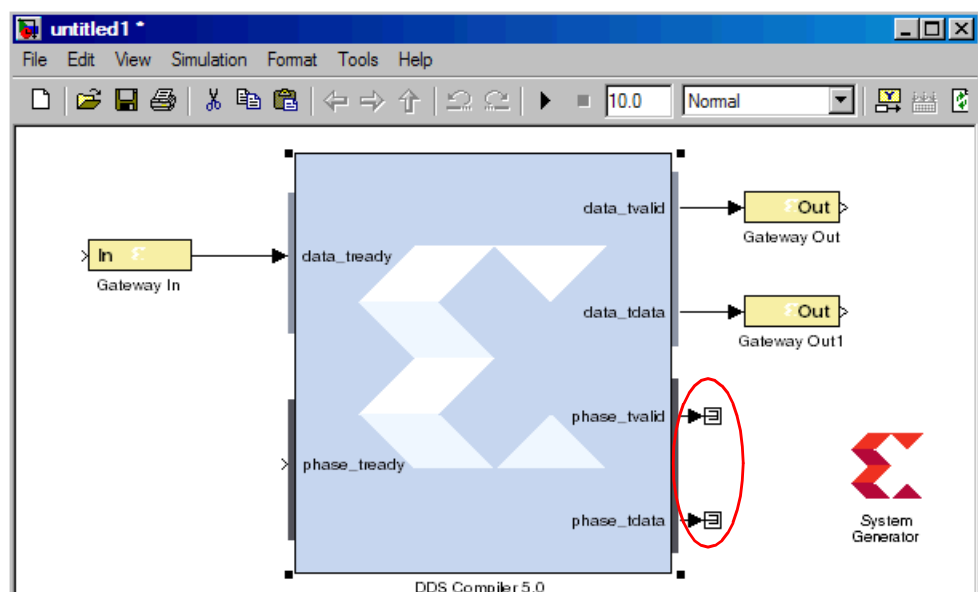 untitled1 *
File Edit View Simulation Format Tools Help
10.0 Normal
data_tvalid
Out
Gateway Out
In
Gateway In
data_tready
data_tdata
Out
Gateway Out1
phase_tvalid
phase_tready
phase_tdata
System
Generator
DDS Compiler 5.0